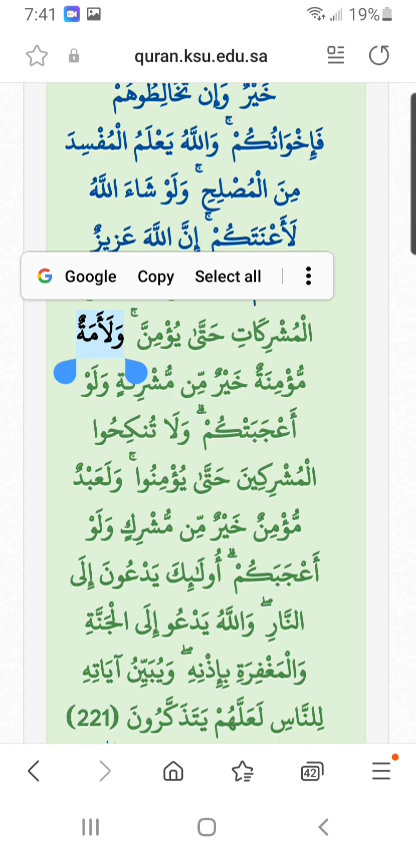 7:41
19%
quran.ksu.edu.sa
خَيْرٌ وَإِن تُخَالِطُوهُمْ
فَإِخْوَانُكُمْ ۚ وَاللَّهُ يَعْلَمُ الْمُفْسِدَ
مِنَ الْمُصْلِحِ ۚ وَلَوْ شَاءَ اللَّهُ
لَأَعْنَتَكُمْ ۚ إِنَّ اللَّهَ عَزِيزٌ
Google Copy Select all
الْمُشْرِكَاتِ حَتَّىٰ يُؤْمِنَّ ۚ وَلَأَمَةٌ
مُّؤْمِنَةٌ خَيْرٌ مِّن مُّشْرِكَةٍ وَلَوْ
أَعْجَبَتْكُمْ ۗ وَلَا تُنكِحُوا
الْمُشْرِكِينَ حَتَّىٰ يُؤْمِنُوا ۚ وَلَعَبْدٌ
مُّؤْمِنٌ خَيْرٌ مِّن مُّشْرِكٍ وَلَوْ
أَعْجَبَكُمْ ۗ أُولَٰئِكَ يَدْعُونَ إِلَى
النَّارِ ۖ وَاللَّهُ يَدْعُو إِلَى الْجَنَّةِ
وَالْمَغْفِرَةِ بِإِذْنِهِ ۖ وَيُبَيِّنُ آيَاتِهِ
لِلنَّاسِ لَعَلَّهُمْ يَتَذَكَّرُونَ (221)
42